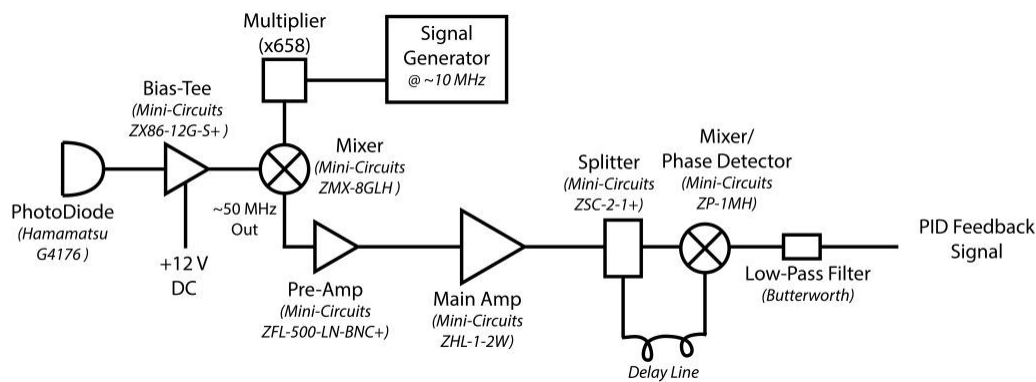 Multiplier
(x658)
Signal
Generator
@ ~10 MHz
Bias-Tee
(Mini-Circuits
ZX86-12G-S+)
Mixer
(Mini-Circuits
ZMX-8GLH)
PhotoDiode
(Hamamatsu
G4176)
~50 MHz
Out
+12 V
DC
Pre-Amp
(Mini-Circuits
ZFL-500-LN-BNC+)
Main Amp
(Mini-Circuits
ZHL-1-2W)
Splitter
(Mini-Circuits
ZSC-2-1+)
Mixer/
Phase Detector
(Mini-Circuits
ZP-1MH)
Delay Line
Low-Pass Filter
(Butterworth)
PID Feedback
Signal